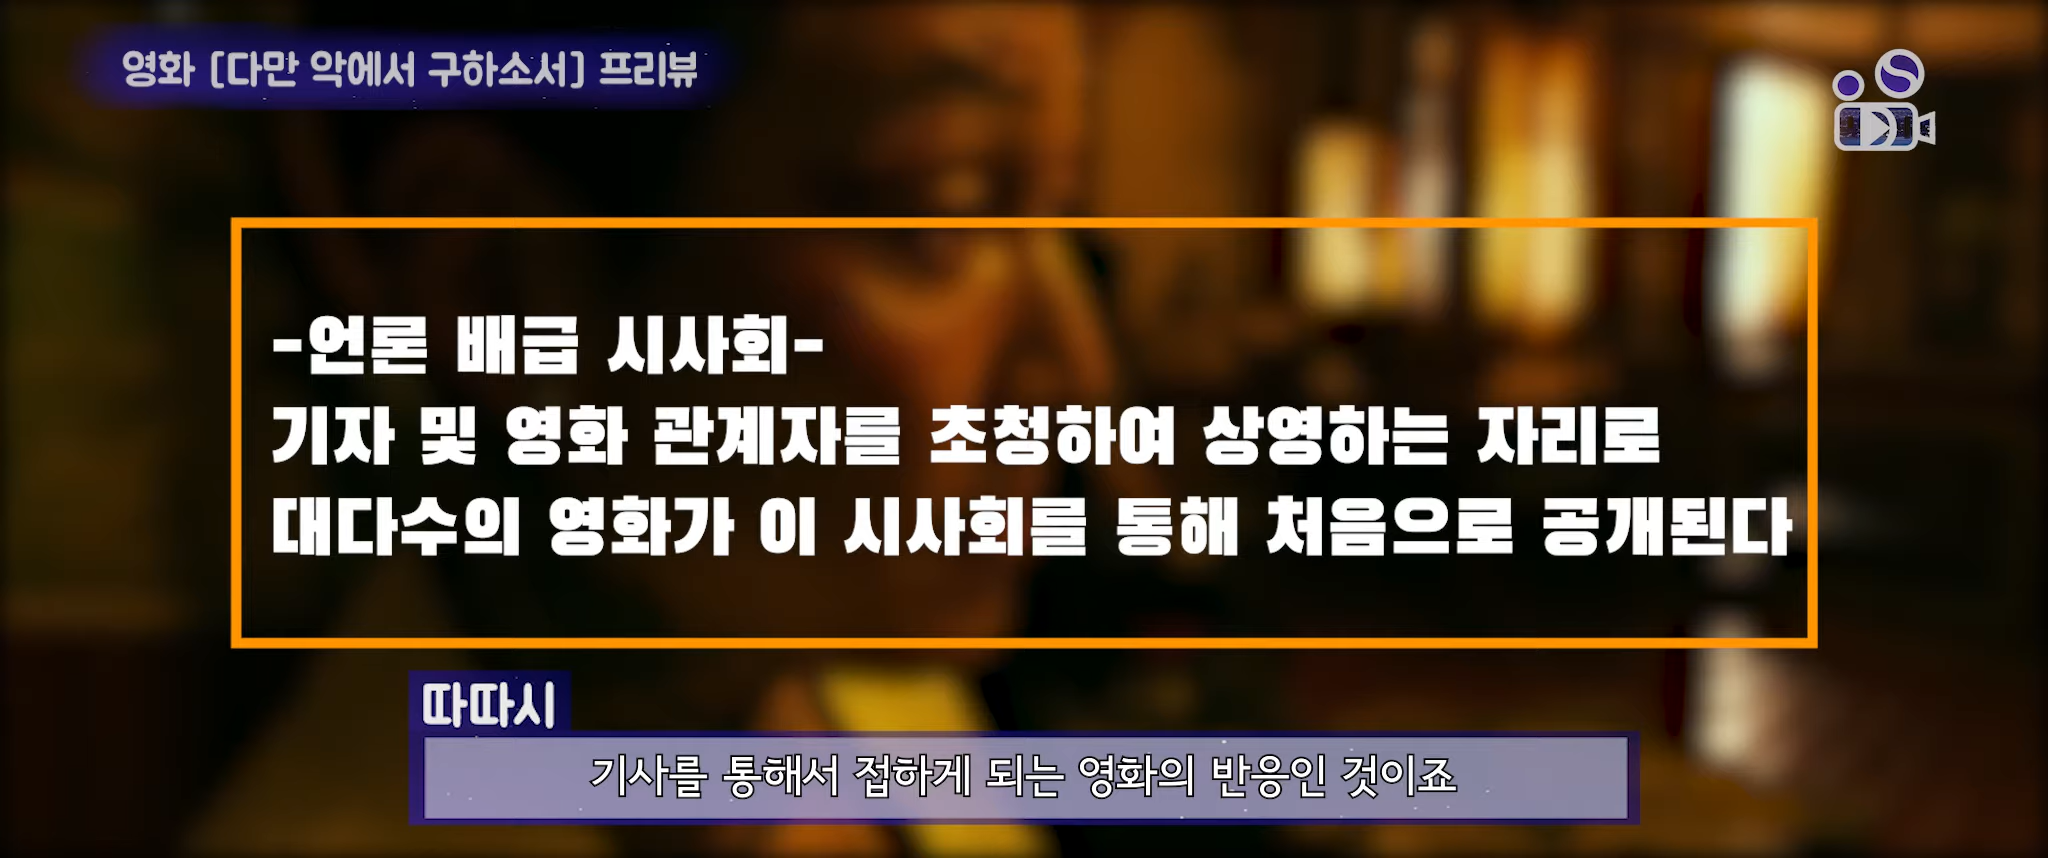 영화 [다만 악에서 구하소서] 프리뷰
-언론 배급 시사회-
기자 및 영화 관계자를 초청하여 상영하는 자리로
대다수의 영화가 이 시사회를 통해 처음으로 공개된다
따따시
기사를 통해서 접하게 되는 영화의 반응인 것이죠